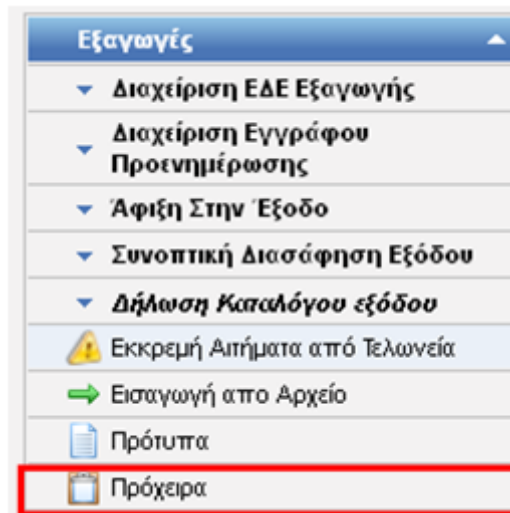 Εξαγωγές
Διαχείριση ΕΔΕ Εξαγωγής
Διαχείριση Εγγράφου
Προενημέρωσης
Άφιξη Στην Έξοδο
Συνοπτική Διασάφηση Εξόδου
Δήλωση Καταλόγου εξόδου
Εκκρεμή Αιτήματα από Τελωνεία
Εισαγωγή απο Αρχείο
Πρότυπα
Πρόχειρα